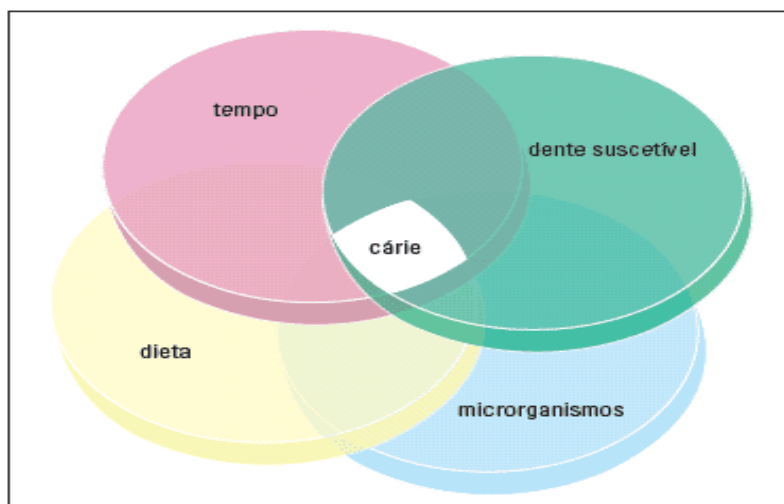 tempo
dente suscetível
cárie
dieta
microrganismos